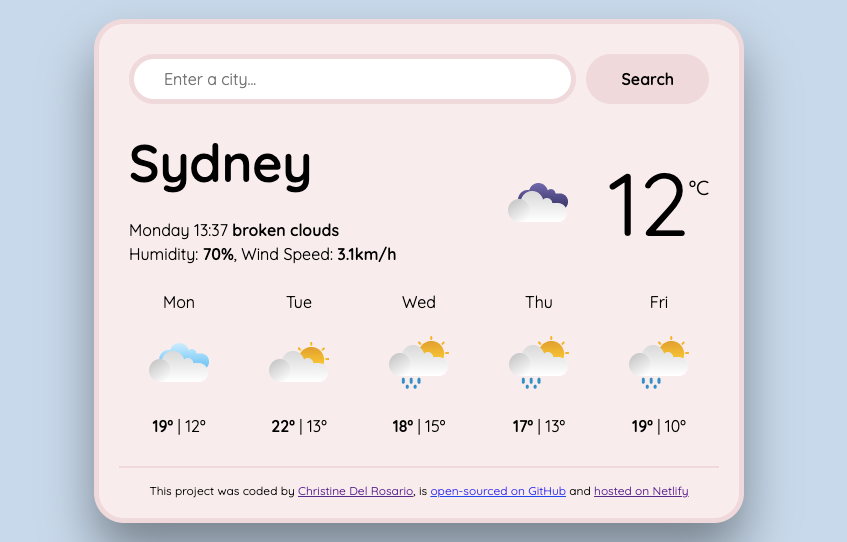 Enter a city...
Search
Sydney
12°C
Monday 13:37 broken clouds
Humidity: 70%, Wind Speed: 3.1km/h
Mon Tue Wed Thu Fri
19° | 12° 22° | 13° 18° | 15° 17° | 13° 19° | 10°
This project was coded by Christine Del Rosario, is open-sourced on GitHub and hosted on Netlify